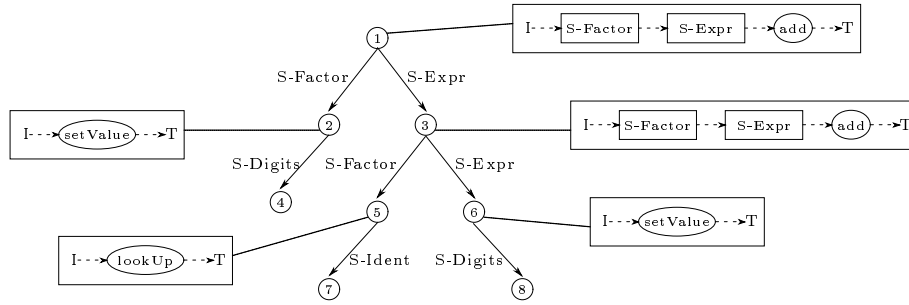 I S-Factor S-Expr add T
1
S-Factor S-Expr
I setValue T
2 3
I S-Factor S-Expr add T
S-Digits S-Factor S-Expr
4 5 6
I setValue T
I lookUp T
S-Ident S-Digits
7 8